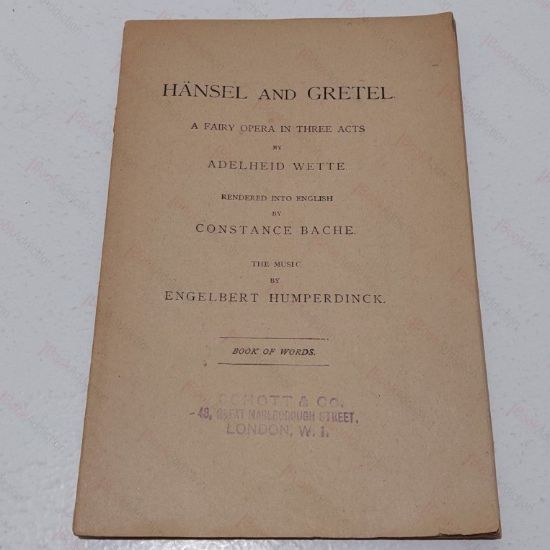 HÄNSEL AND GRETEL.
A FAIRY OPERA IN THREE ACTS
BY
ADELHEID WETTE
RENDERED INTO ENGLISH
BY
CONSTANCE BACHE.
THE MUSIC
BY
ENGELBERT HUMPERDINCK.
BOOK OF WORDS.
SCHOTT & CO.
48, GREAT MARLBOROUGH STREET,
LONDON, W. 1.